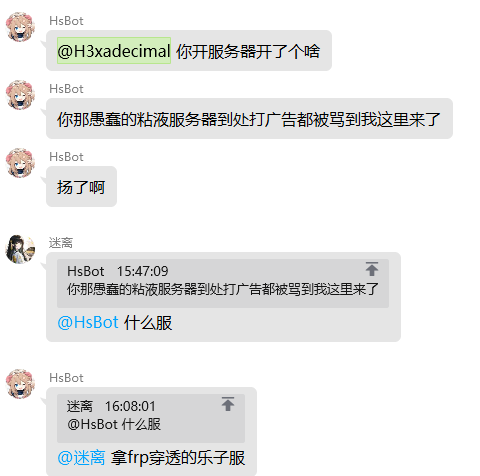 HsBot
@H3xadecimal 你开服务器开了个啥
HsBot
你那愚蠢的粘液服务器到处打广告都被骂到我这里来了
HsBot
扬了啊
迷离
HsBot 15:47:09
你那愚蠢的粘液服务器到处打广告都被骂到我这里来了
@HsBot 什么服
HsBot
迷离 16:08:01
@HsBot 什么服
@迷离 拿frp穿透的乐子服